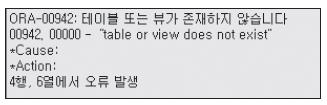 ORA-00942: 테이블 또는 뷰가 존재하지 않습니다
00942, 00000 - "table or view does not exist"
*Cause:
*Action:
4행, 6열에서 오류 발생